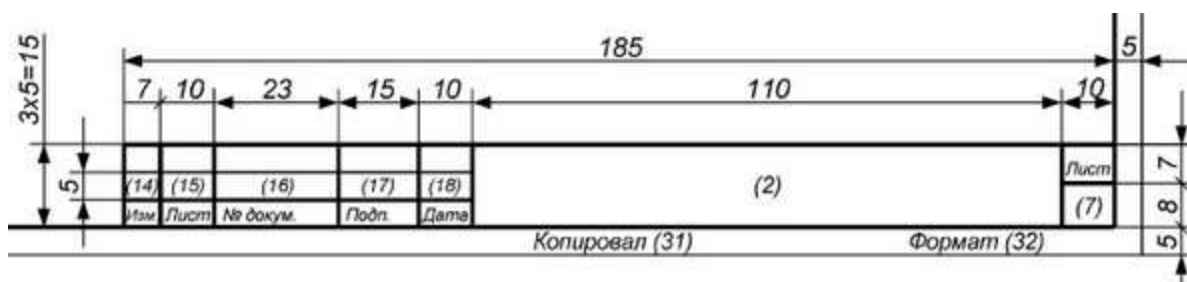 185 5
3х5=15
7 10 23 15 10 110 10
5
(14) (15) (16) (17) (18)
Изм Лист № докум. Подп. Дата
(2)
Лист
(7)
7
8
5
Копировал (31) Формат (32)